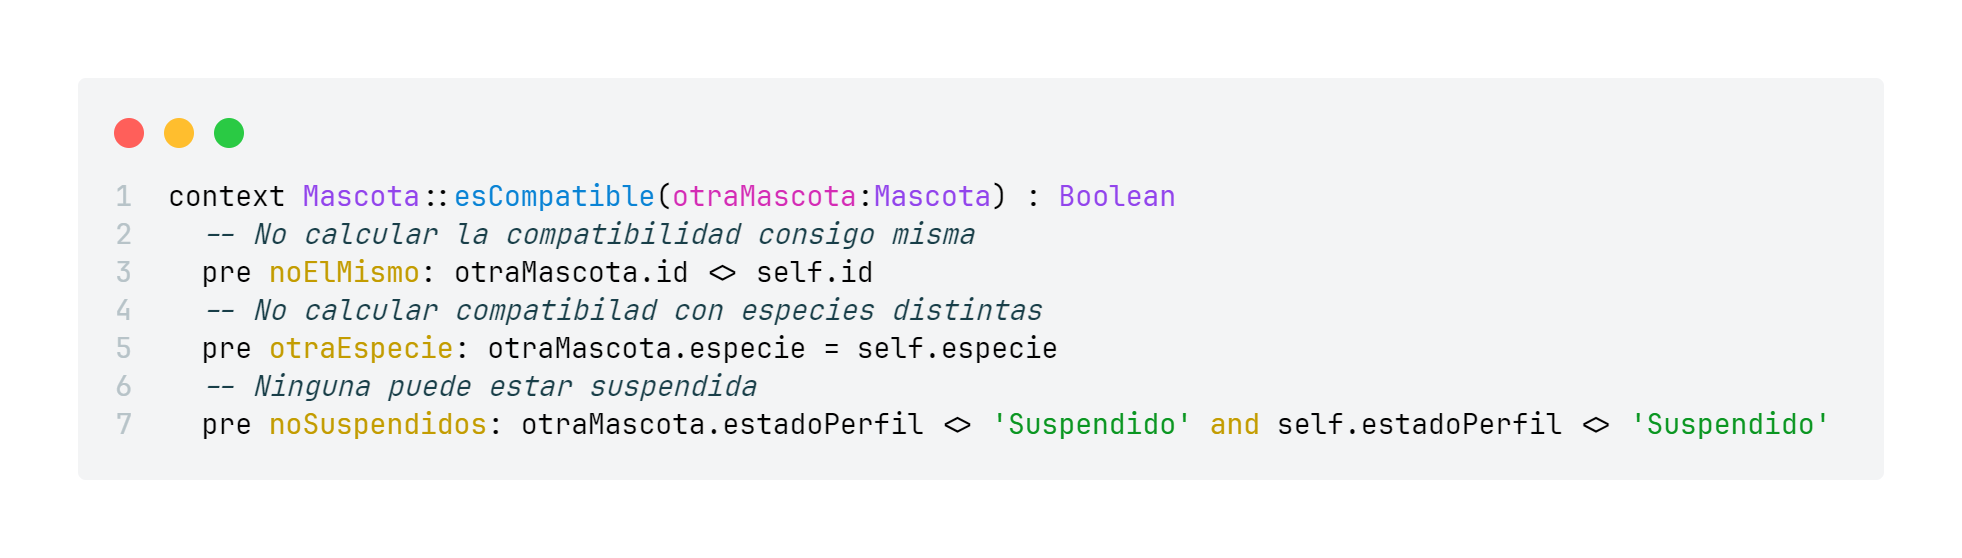 1 context Mascota::esCompatible(otraMascota:Mascota) : Boolean
2 -- No calcular la compatibilidad consigo misma
3 pre noElMismo: otraMascota.id <> self.id
4 -- No calcular compatibilad con especies distintas
5 pre otraEspecie: otraMascota.especie = self.especie
6 -- Ninguna puede estar suspendida
7 pre noSuspendidos: otraMascota.estadoPerfil <> 'Suspendido' and self.estadoPerfil <> 'Suspendido'